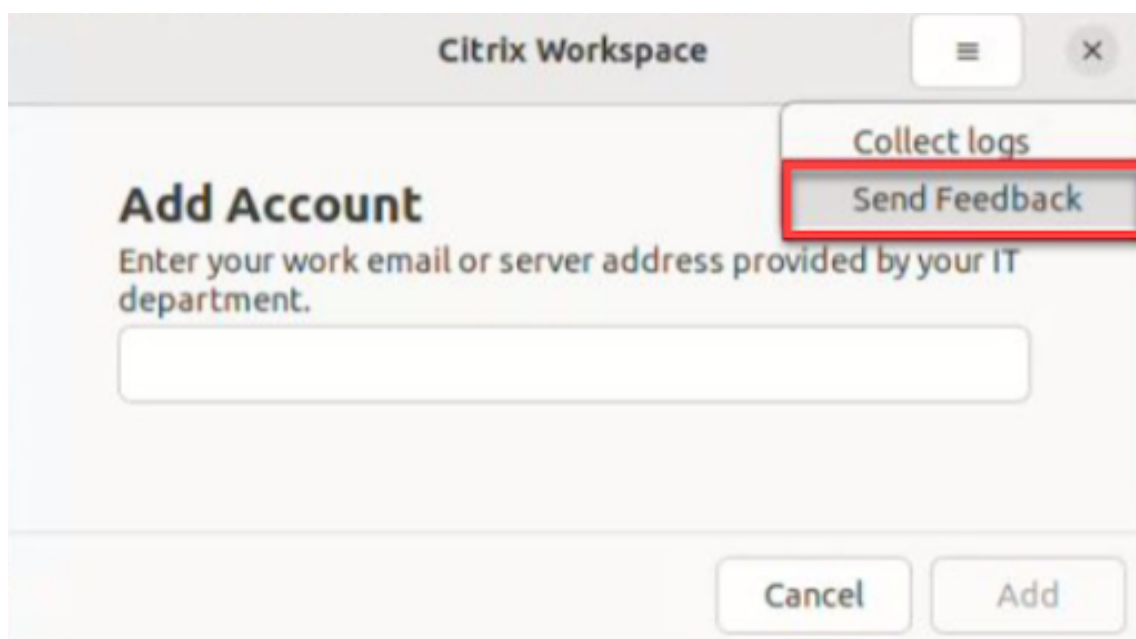 Citrix Workspace
Collect logs
Send Feedback
Add Account
Enter your work email or server address provided by your IT
department.
Cancel
Add